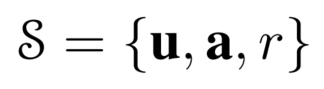 𝒮 = {𝐮, 𝐚, r}